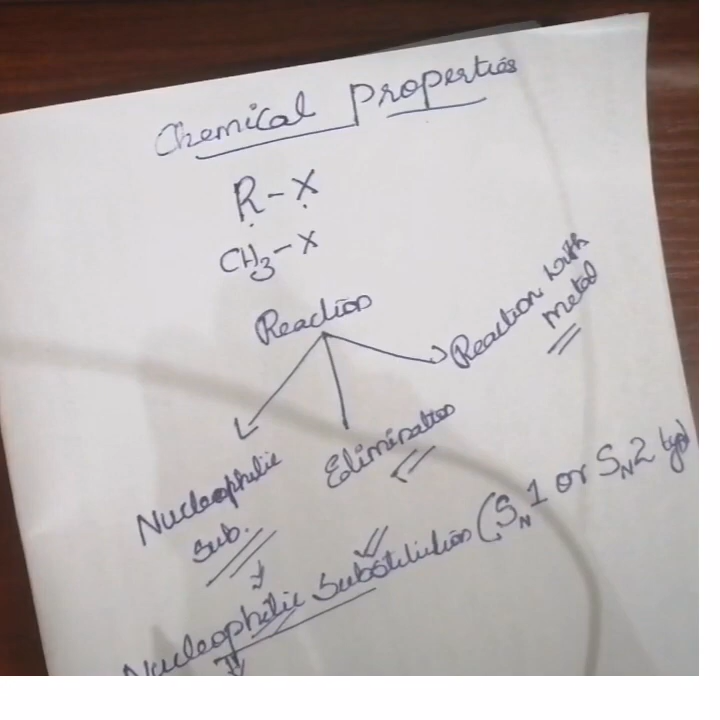 Chemical Properties
R-X
CH3-X
Reaction
Reaction with
Metal
Nucleophilic
Sub.
Elimination
Nucleophilic Substitution (SN1 or SN2 type)